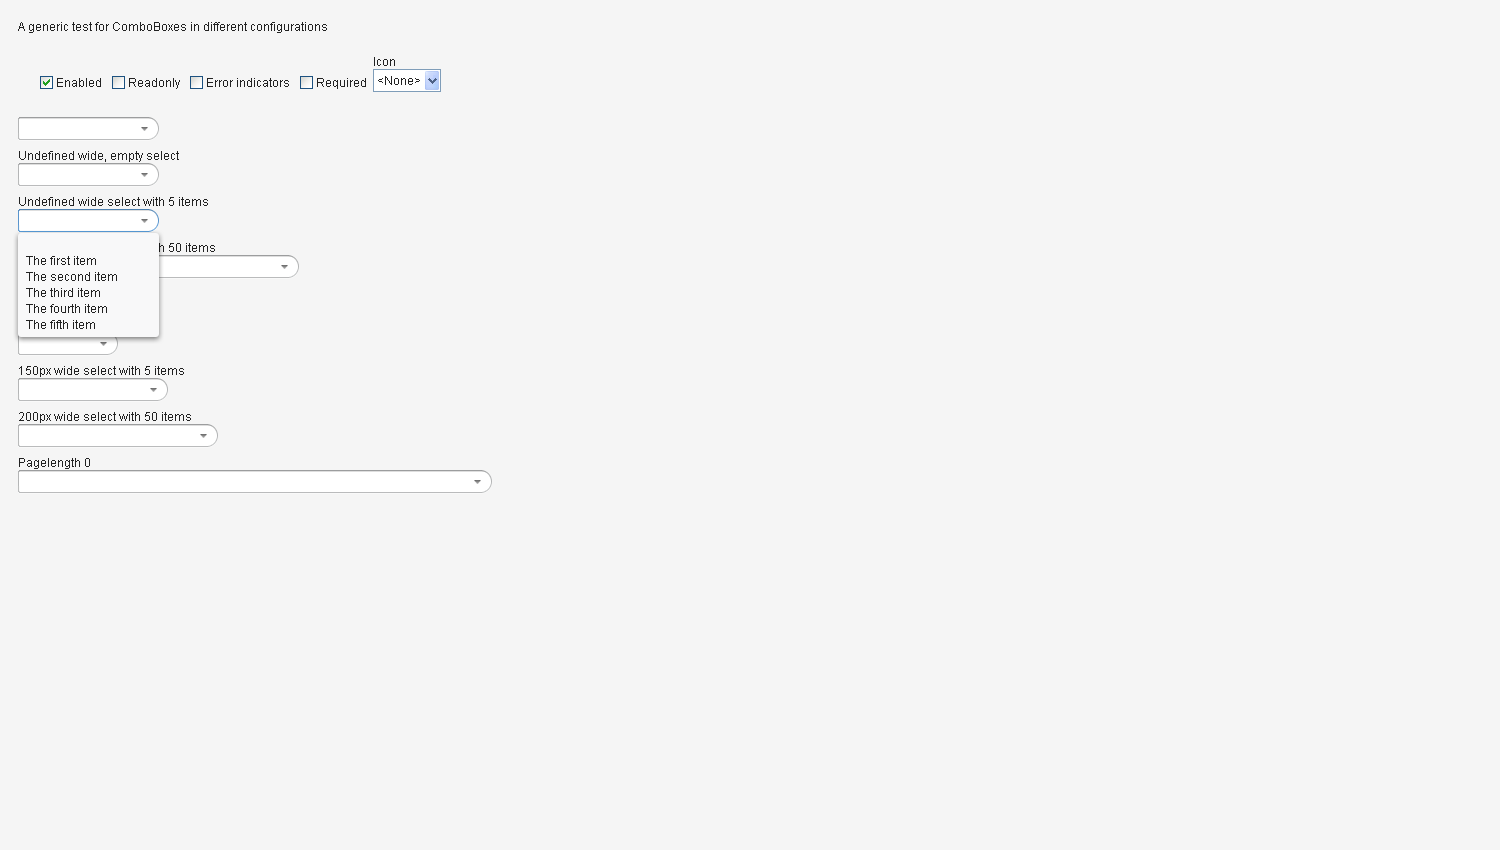 A generic test for ComboBoxes in different configurations
Icon
Enabled Readonly Error indicators Required <None>
Undefined wide, empty select
Undefined wide select with 5 items
50 items
The first item
The second item
The third item
The fourth item
The fifth item
150px wide select with 5 items
200px wide select with 50 items
Pagelength 0